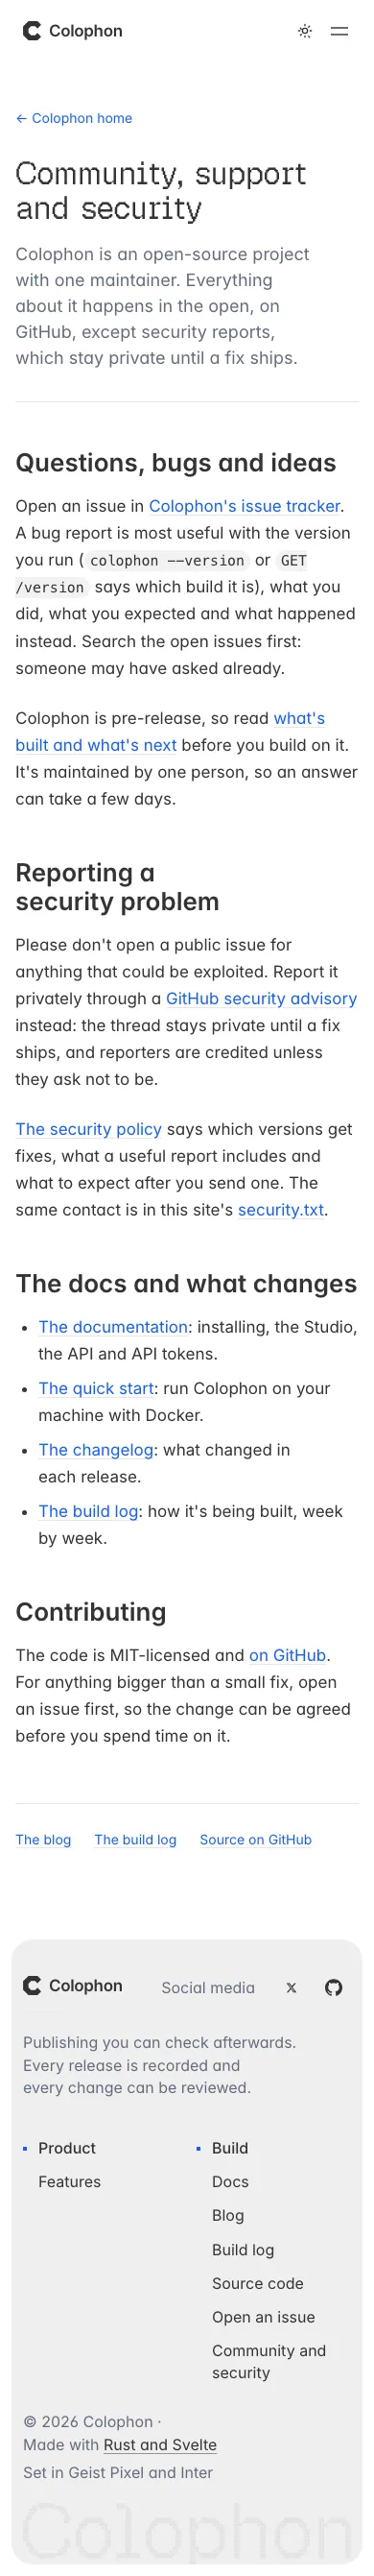 Colophon
← Colophon home
Community, support
and security
Colophon is an open-source project
with one maintainer. Everything
about it happens in the open, on
GitHub, except security reports,
which stay private until a fix ships.
Questions, bugs and ideas
Open an issue in Colophon's issue tracker.
A bug report is most useful with the version
you run (colophon --version or GET
/version says which build it is), what you
did, what you expected and what happened
instead. Search the open issues first:
someone may have asked already.
Colophon is pre-release, so read what's
built and what's next before you build on it.
It's maintained by one person, so an answer
can take a few days.
Reporting a
security problem
Please don't open a public issue for
anything that could be exploited. Report it
privately through a GitHub security advisory
instead: the thread stays private until a fix
ships, and reporters are credited unless
they ask not to be.
The security policy says which versions get
fixes, what a useful report includes and
what to expect after you send one. The
same contact is in this site's security.txt.
The docs and what changes
• The documentation: installing, the Studio,
the API and API tokens.
• The quick start: run Colophon on your
machine with Docker.
• The changelog: what changed in
each release.
• The build log: how it's being built, week
by week.
Contributing
The code is MIT-licensed and on GitHub.
For anything bigger than a small fix, open
an issue first, so the change can be agreed
before you spend time on it.
The blog The build log Source on GitHub
Colophon Social media
Publishing you can check afterwards.
Every release is recorded and
every change can be reviewed.
Product
Features
Build
Docs
Blog
Build log
Source code
Open an issue
Community and
security
© 2026 Colophon ·
Made with Rust and Svelte
Set in Geist Pixel and Inter
Colophon